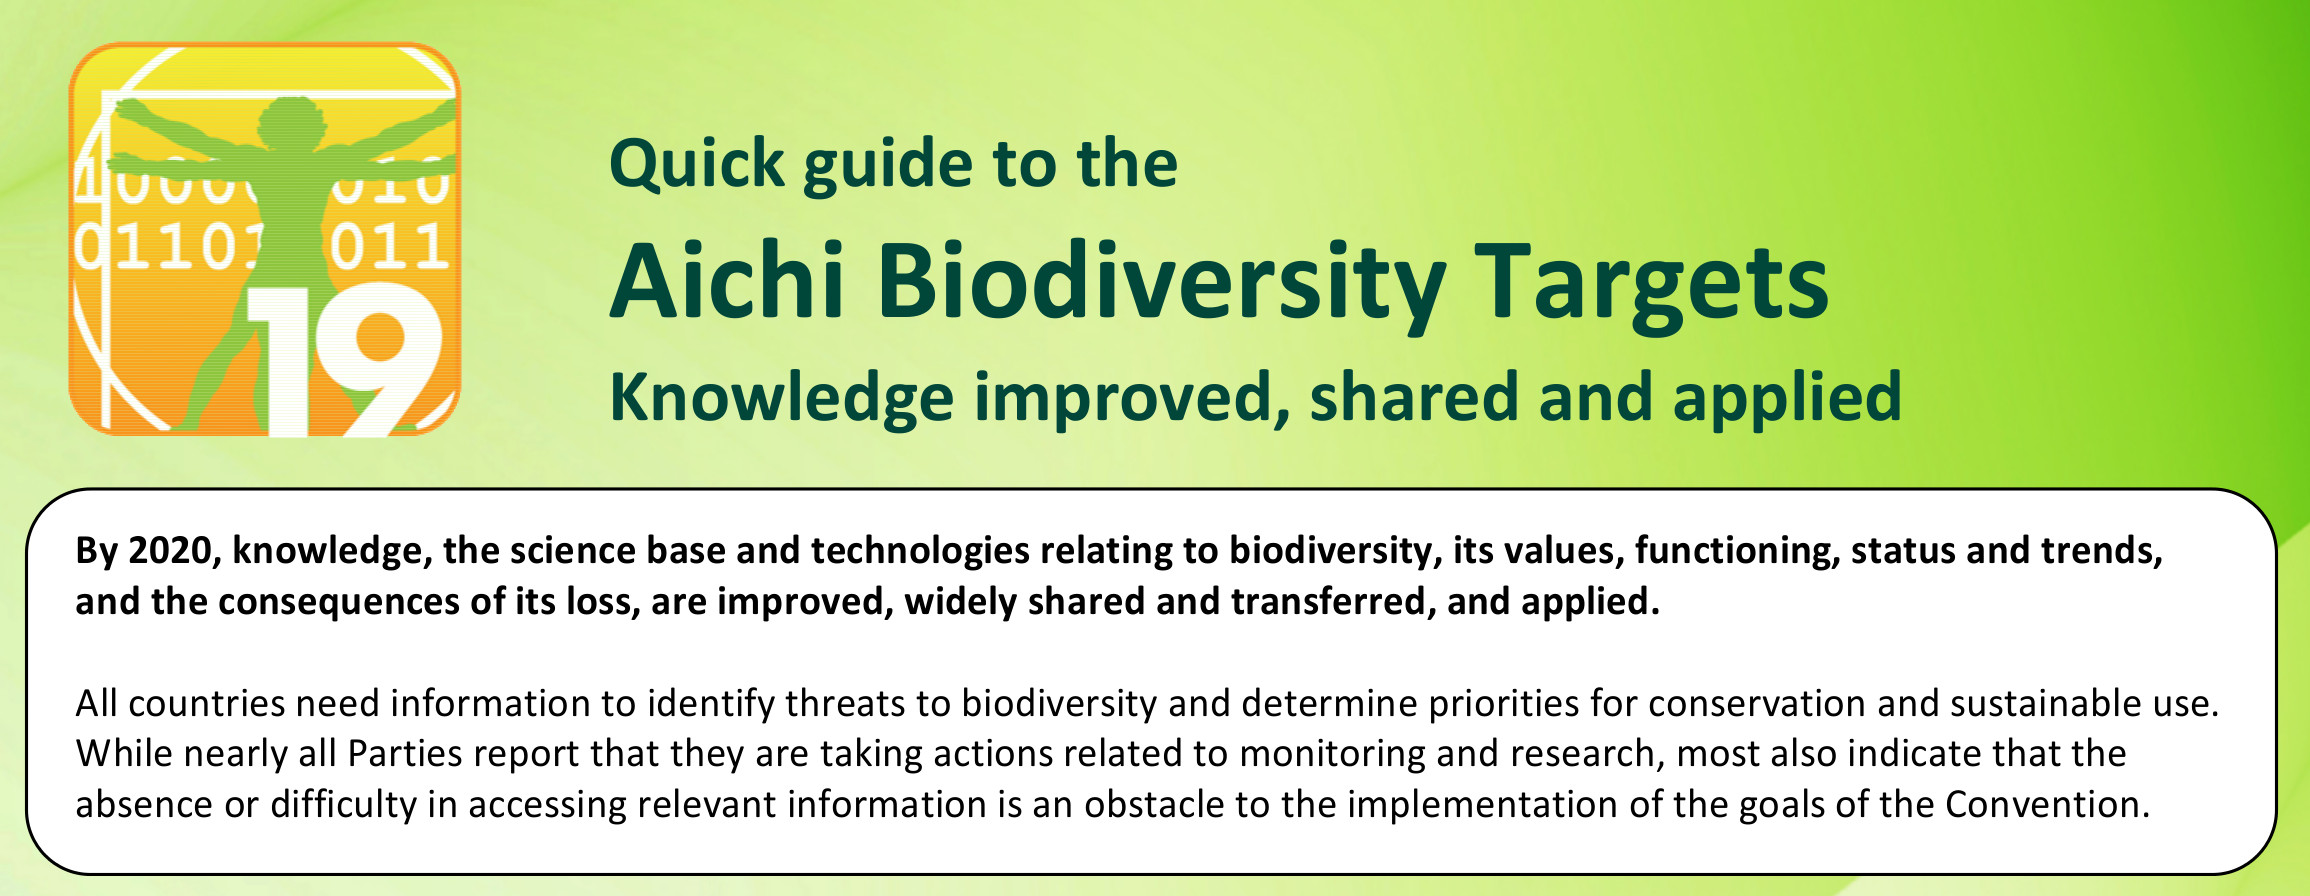 10000 010
01101 011
19
Quick guide to the
Aichi Biodiversity Targets
Knowledge improved, shared and applied
By 2020, knowledge, the science base and technologies relating to biodiversity, its values, functioning, status and trends,
and the consequences of its loss, are improved, widely shared and transferred, and applied.
All countries need information to identify threats to biodiversity and determine priorities for conservation and sustainable use.
While nearly all Parties report that they are taking actions related to monitoring and research, most also indicate that the
absence or difficulty in accessing relevant information is an obstacle to the implementation of the goals of the Convention.